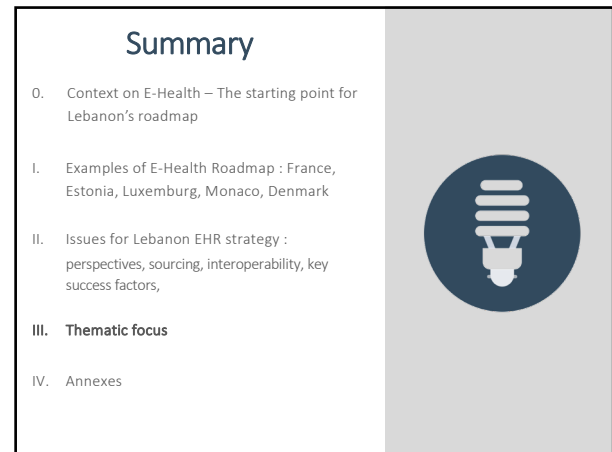 Summary
0. Context on E-Health – The starting point for
Lebanon's roadmap
I. Examples of E-Health Roadmap : France,
Estonia, Luxemburg, Monaco, Denmark
II. Issues for Lebanon EHR strategy :
perspectives, sourcing, interoperability, key
success factors,
III. Thematic focus
IV. Annexes